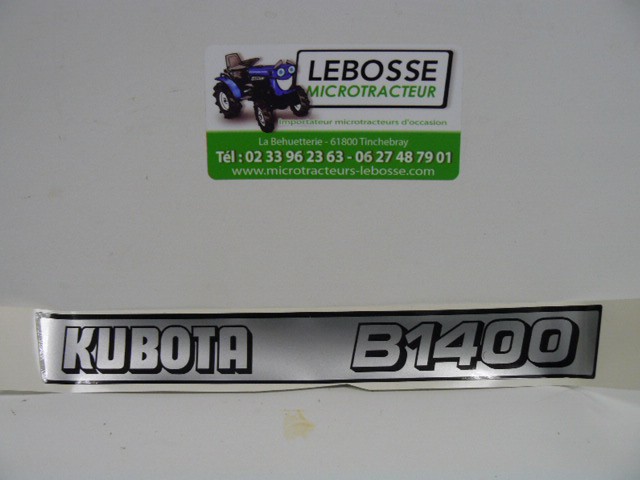 LEBOSSE
MICROTRACTEUR
Importateur microtracteurs d'occasion
La Behuetterie - 61800 Tinchebray
Tél : 02 33 96 23 63 - 06 27 48 79 01
www.microtracteurs-lebosse.com
KUBOTA B1400